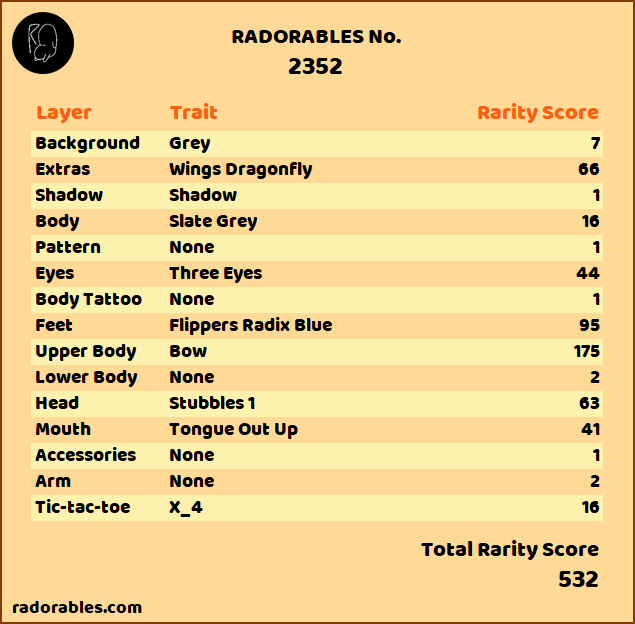 RADORABLES No.
2352
Layer Trait Rarity Score
Background Grey 7
Extras Wings Dragonfly 66
Shadow Shadow 1
Body Slate Grey 16
Pattern None 1
Eyes Three Eyes 44
Body Tattoo None 1
Feet Flippers Radix Blue 95
Upper Body Bow 175
Lower Body None 2
Head Stubbles 1 63
Mouth Tongue Out Up 41
Accessories None 1
Arm None 2
Tic-tac-toe X_4 16
Total Rarity Score
532
radorables.com